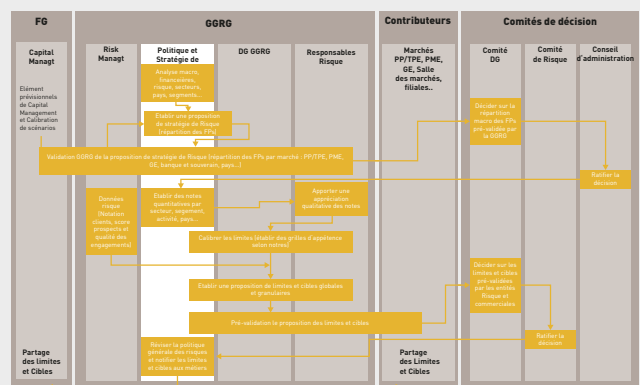 FG
GGRG
Contributeurs
Comités de décision
Capital
Managt
Risk
Managt
Politique et
Stratégie de
DG GGRG
Responsables
Risque
Marchés
PP/TPE, PME,
GE, Salle
des marchés,
filiales..
Comité
DG
Comité
de Risque
Conseil
d'administration
Elément
prévisionnels
de Capital
Management
et Calibration
de scénarios
Analyse macro,
financeières,
risque, secteurs,
pays, segments...
Etablir une proposition
de stratégie de Risque
(répartition des FPs)
Décider sur la
répartition
macro des FPs
pré-validée par
la GGRG
Validation GGRG de la proposition de stratégie de Risque (répartition des FPs par marché : PP/TPE, PME,
GE, banque et souverain, pays...)
Ratifier la
décision
Données
risque
(Notation
clients, score
prospects et
qualité des
engagements)
Etablir des notes
quantitatives par
secteur, segement,
activité, pays...
Apporter une
appréciation
qualitative des notes
Calibrer les limites (établir des grilles d'appétence
selon noires)
Décider sur les
limites et cibles
pré-validées
par les entités
Risque et
commerciales
Etablir une proposition de limites et cibles globales
et granulaires
Pré-validation le proposition des limites et cibles
Ratifier la
décision
Partage
des limites
et Cibles
Réviser la politique
générale des risques
et notifier les limites
et cibles aux métiers
Partage
des Limites
et Cibles